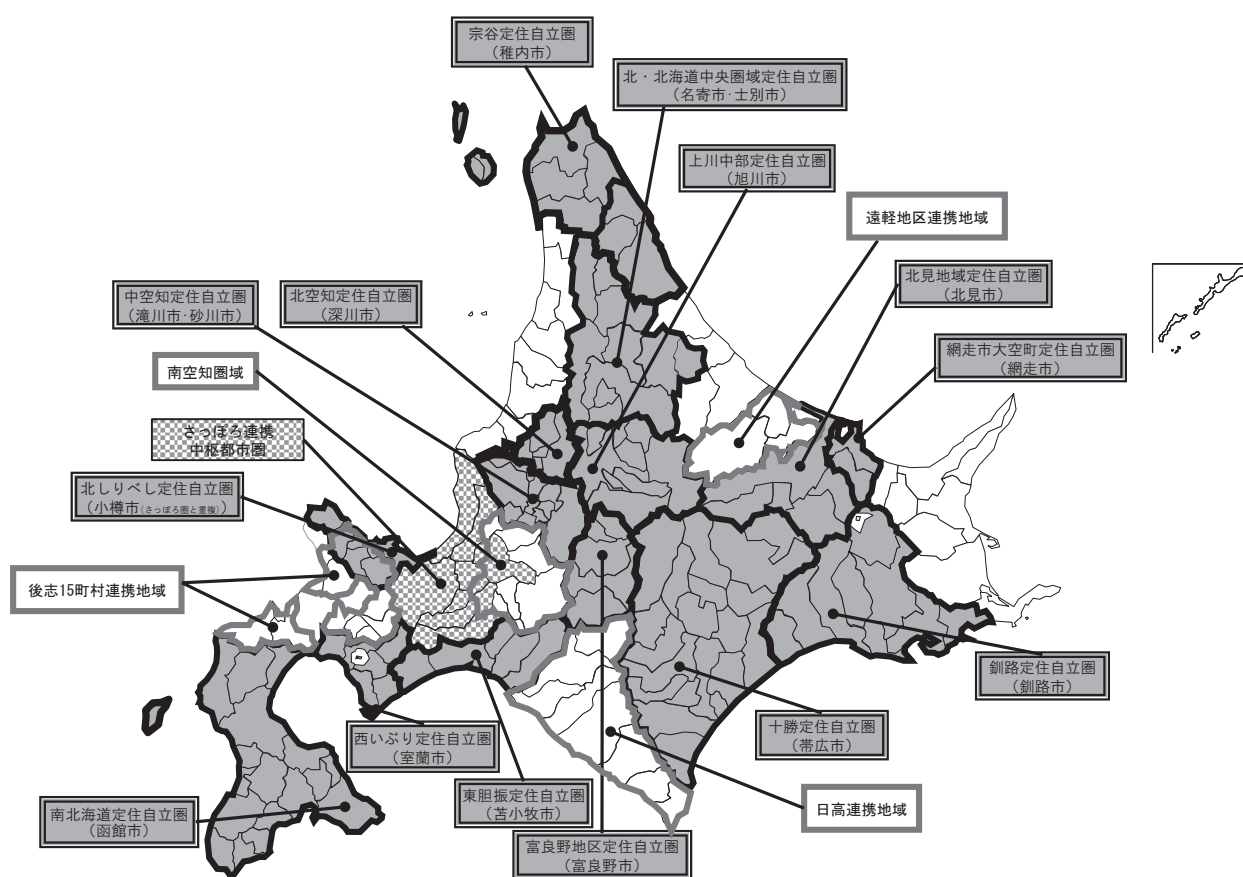 宗谷定住自立圏
（稚内市）
北・北海道中央圏域定住自立圏
（名寄市・士別市）
上川中部定住自立圏
（旭川市）
遠軽地区連携地域
北見地域定住自立圏
（北見市）
中空知定住自立圏
（滝川市・砂川市）
北空知定住自立圏
（深川市）
網走市大空町定住自立圏
（網走市）
南空知圏域
さっぽろ連携
中枢都市圏
北しりべし定住自立圏
（小樽市（さっぽろ圏と重複））
後志15町村連携地域
釧路定住自立圏
（釧路市）
西いぶり定住自立圏
（室蘭市）
十勝定住自立圏
（帯広市）
東胆振定住自立圏
（苫小牧市）
日高連携地域
南北海道定住自立圏
（函館市）
富良野地区定住自立圏
（富良野市）